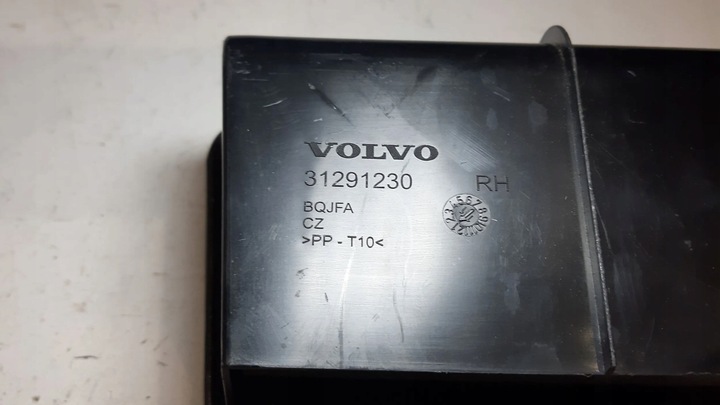 VOLVO
31291230 RH
BQJFA
CZ
>PP - T10<